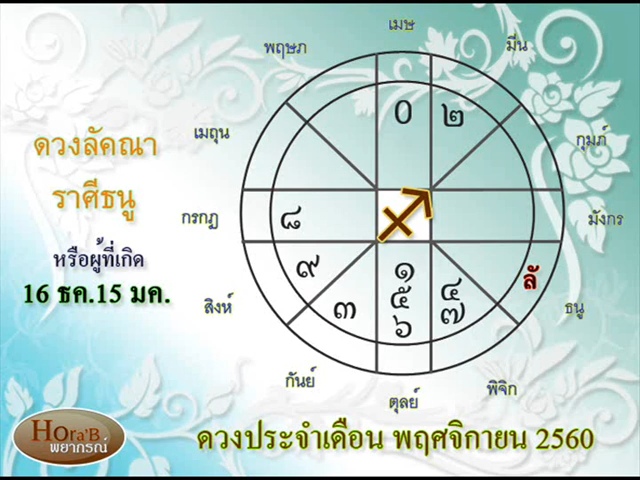 เมษ
พฤษภ
มีน
๐ ๒
ดวงลัคณา
เมถุน
กุมภ์
ราศีธนู
กรกฎ
๘
มังกร
หรือผู้ที่เกิด
16 ธค.15 มค.
๙
๑
๔
ลั
สิงห์
๓
๕
๗
ธนู
๖
กันย์
พิจิก
ตุลย์
HOra'B
พยากรณ์
ดวงประจำเดือน พฤศจิกายน 2560